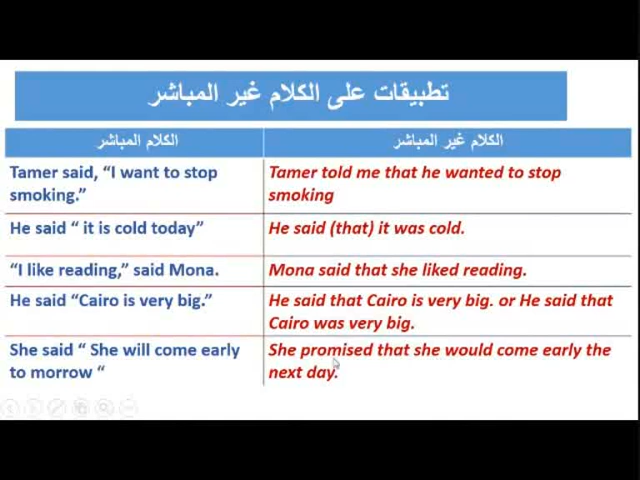 تطبيقات على الكلام غير المباشر
الكلام المباشر
الكلام غير المباشر
Tamer said, “I want to stop
smoking.”
Tamer told me that he wanted to stop
smoking
He said “ it is cold today”
He said (that) it was cold.
“I like reading,” said Mona.
Mona said that she liked reading.
He said “Cairo is very big.”
He said that Cairo is very big. or He said that
Cairo was very big.
She said “ She will come early
to morrow “
She promised that she would come early the
next day.